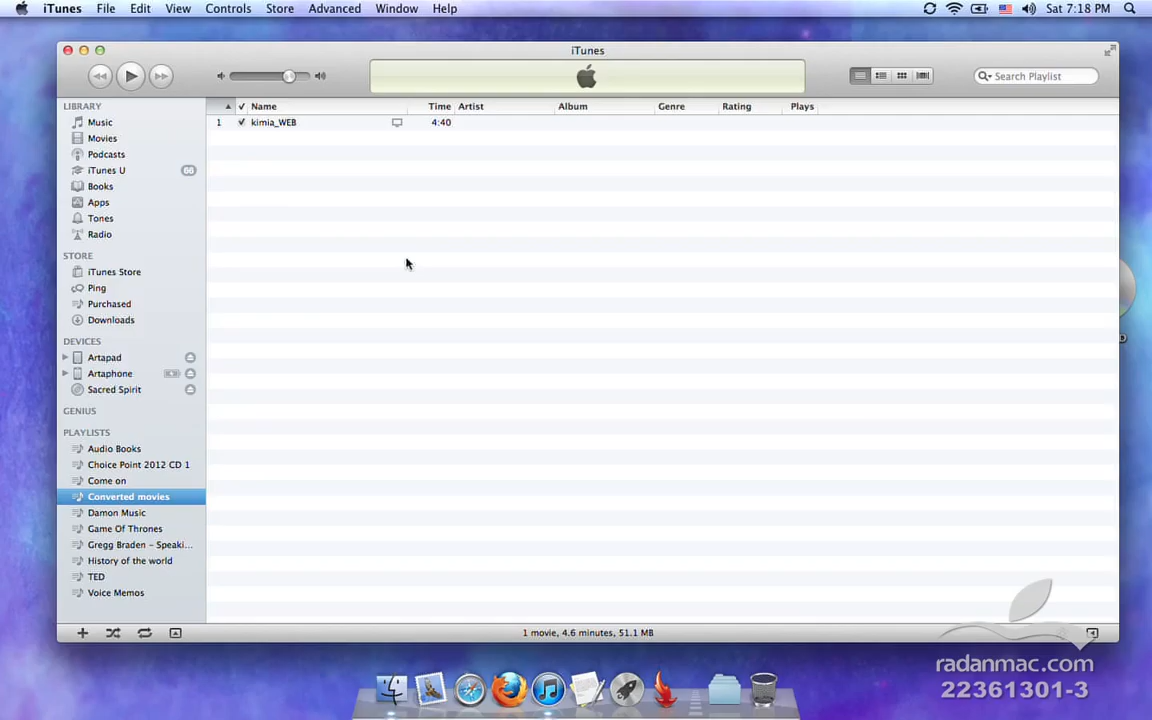 iTunes File Edit View Controls Store Advanced Window Help Sat 7:18 PM
iTunes
Search Playlist
LIBRARY
Music
Movies
Podcasts
iTunes U 66
Books
Apps
Tones
Radio
STORE
iTunes Store
Ping
Purchased
Downloads
DEVICES
Artapad
Artaphone
Sacred Spirit
GENIUS
PLAYLISTS
Audio Books
Choice Point 2012 CD 1
Come on
Converted movies
Damon Music
Game Of Thrones
Gregg Braden – Speaki...
History of the world
TED
Voice Memos
Name Time Artist Album Genre Rating Plays
1 kimia_WEB 4:40
1 movie, 4.6 minutes, 51.1 MB
radanmac.com
22361301-3